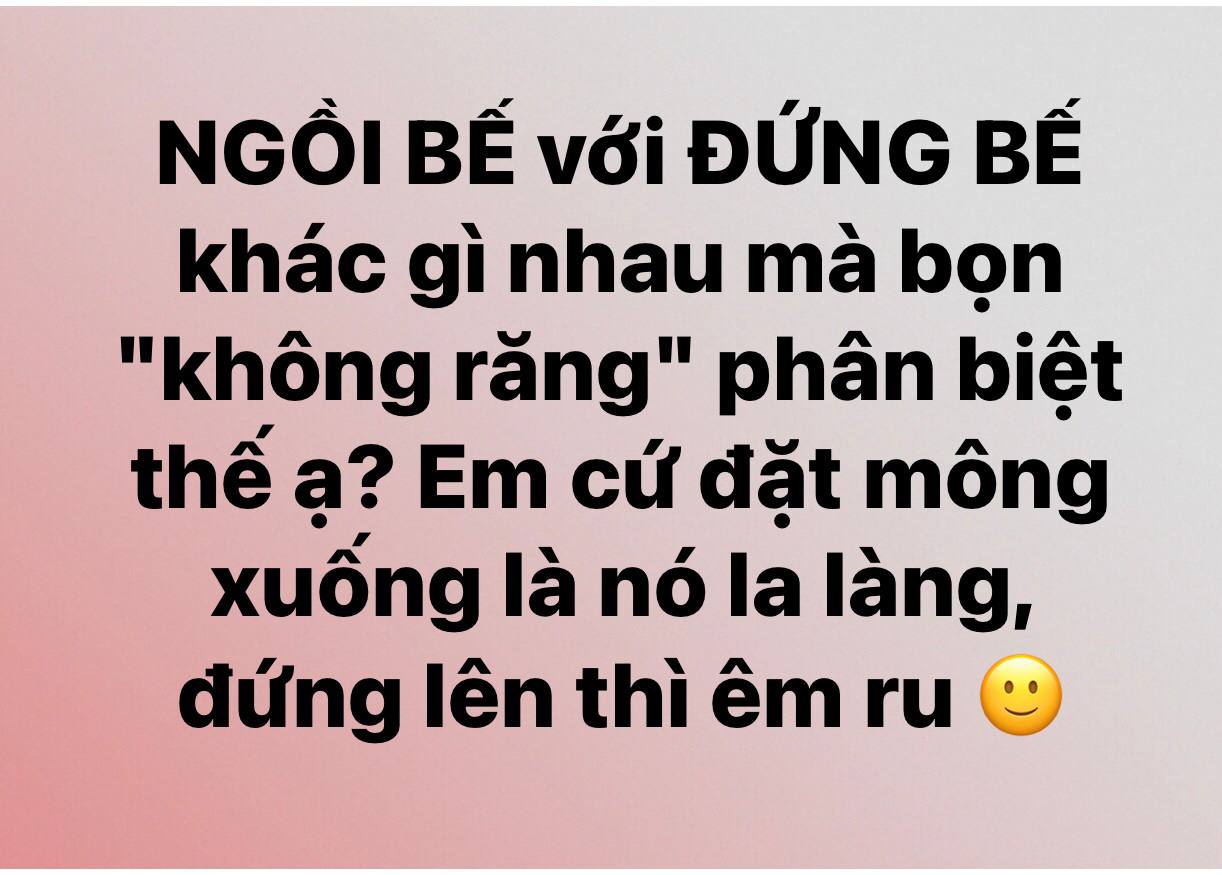 NGỒI BẾ với ĐỨNG BẾ
khác gì nhau mà bọn
"không răng" phân biệt
thế ạ? Em cứ đặt mông
xuống là nó la làng,
đứng lên thì êm ru 🙂